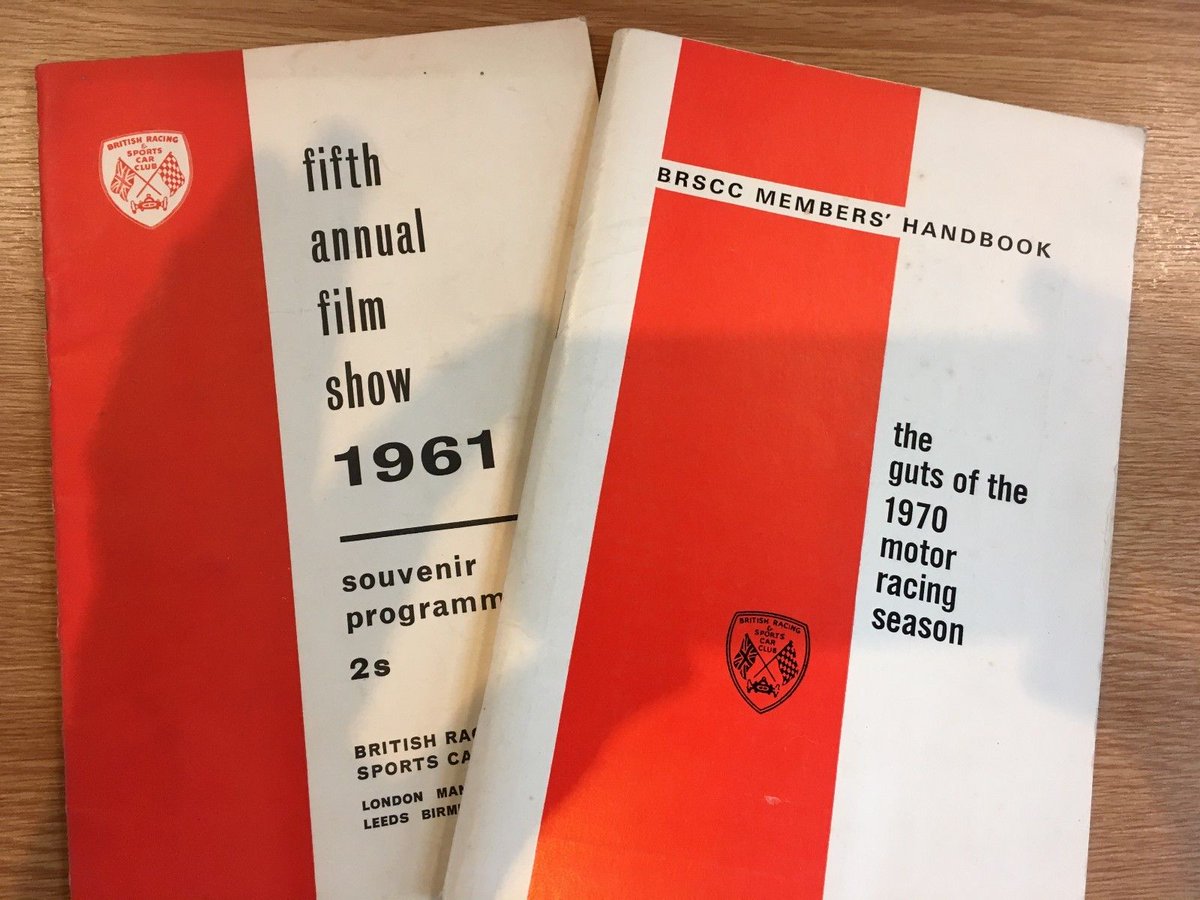 BRITISH RACING
&
SPORTS
CAR
CLUB
fifth
annual
film
show
1961
souvenir
programm
2s
BRITISH RAC
SPORTS CA
LONDON MAN
LEEDS BIRM
BRSCC MEMBERS' HANDBOOK
the
guts of the
1970
motor
racing
season
BRITISH RACING
&
SPORTS
CAR
CLUB